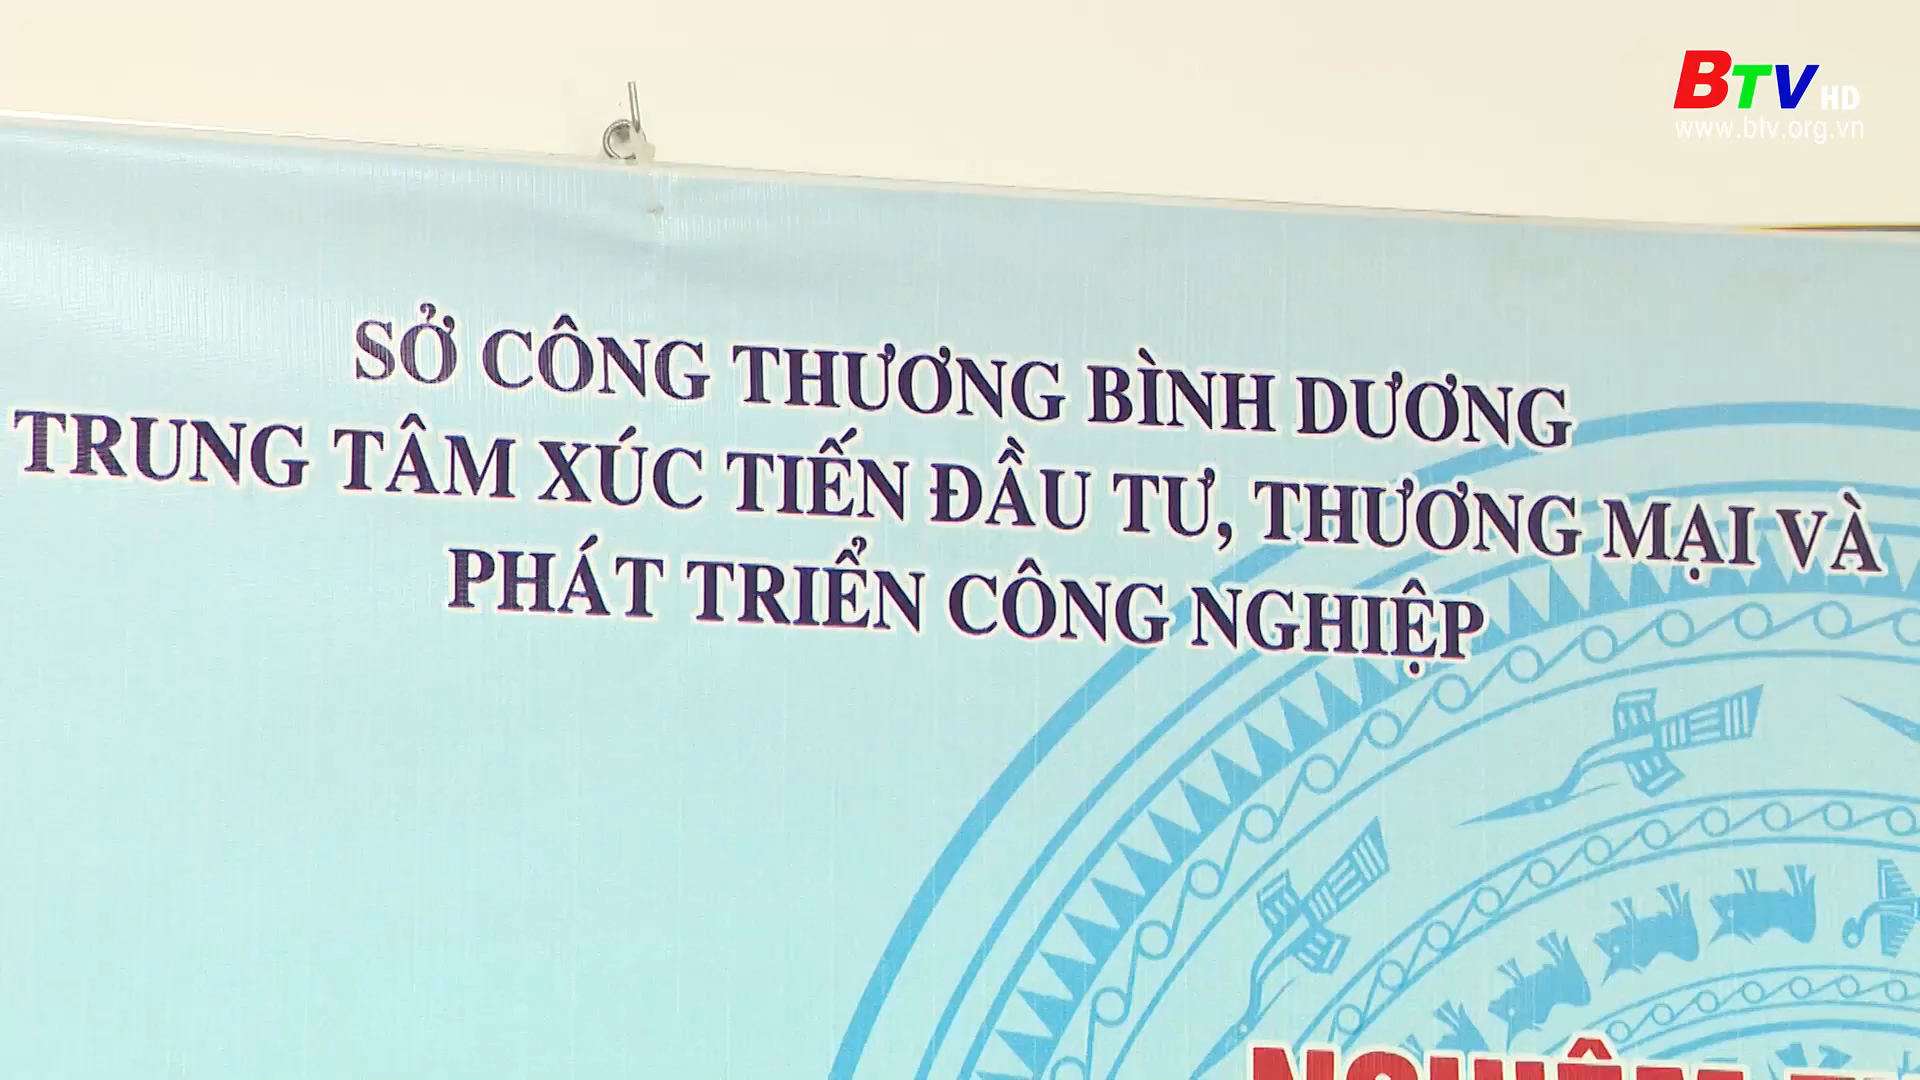 BTV HD
www.btv.org.vn
SỞ CÔNG THƯƠNG BÌNH DƯƠNG
TRUNG TÂM XÚC TIẾN ĐẦU TƯ, THƯƠNG MẠI VÀ
PHÁT TRIỂN CÔNG NGHIỆP